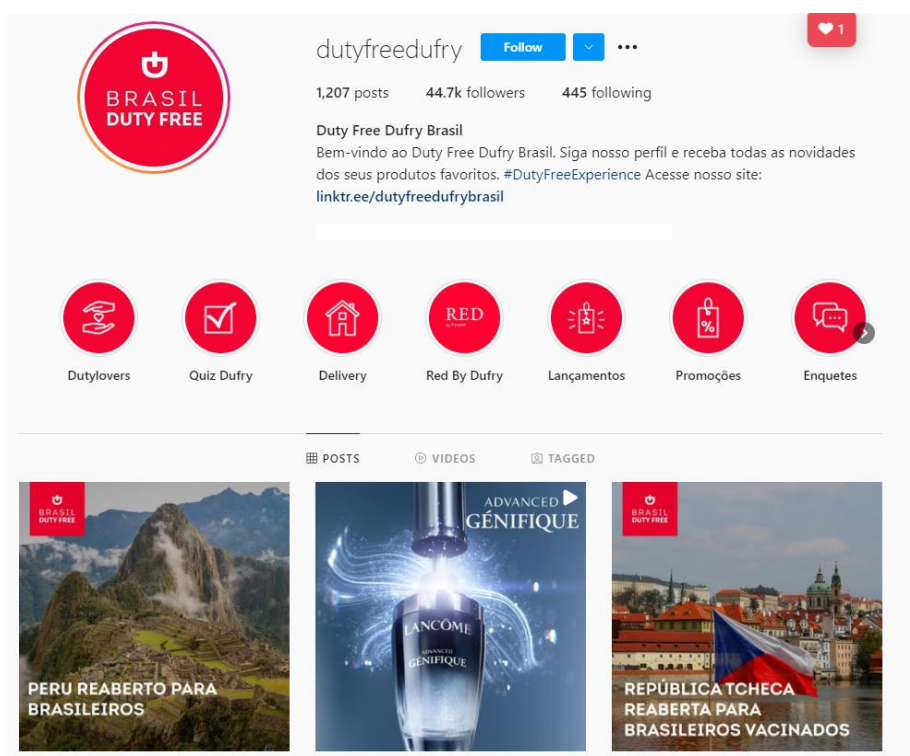 BRASIL
DUTY FREE
dutyfreedufry Follow
1
1,207 posts 44.7k followers 445 following
Duty Free Dufry Brasil
Bem-vindo ao Duty Free Dufry Brasil. Siga nosso perfil e receba todas as novidades
dos seus produtos favoritos. #DutyFreeExperience Acesse nosso site:
linktr.ee/dutyfreedufrybrasil
RED
Dutylovers Quiz Dufry Delivery Red By Dufry Lançamentos Promoções Enquetes
POSTS VIDEOS TAGGED
BRASIL
DUTY FREE
PERU REABERTO PARA
BRASILEIROS
ADVANCED
GÉNIFIQUE
LANCÔME
ADVANCED
GÉNIFIQUE
BRASIL
DUTY FREE
REPÚBLICA TCHECA
REABERTA PARA
BRASILEIROS VACINADOS